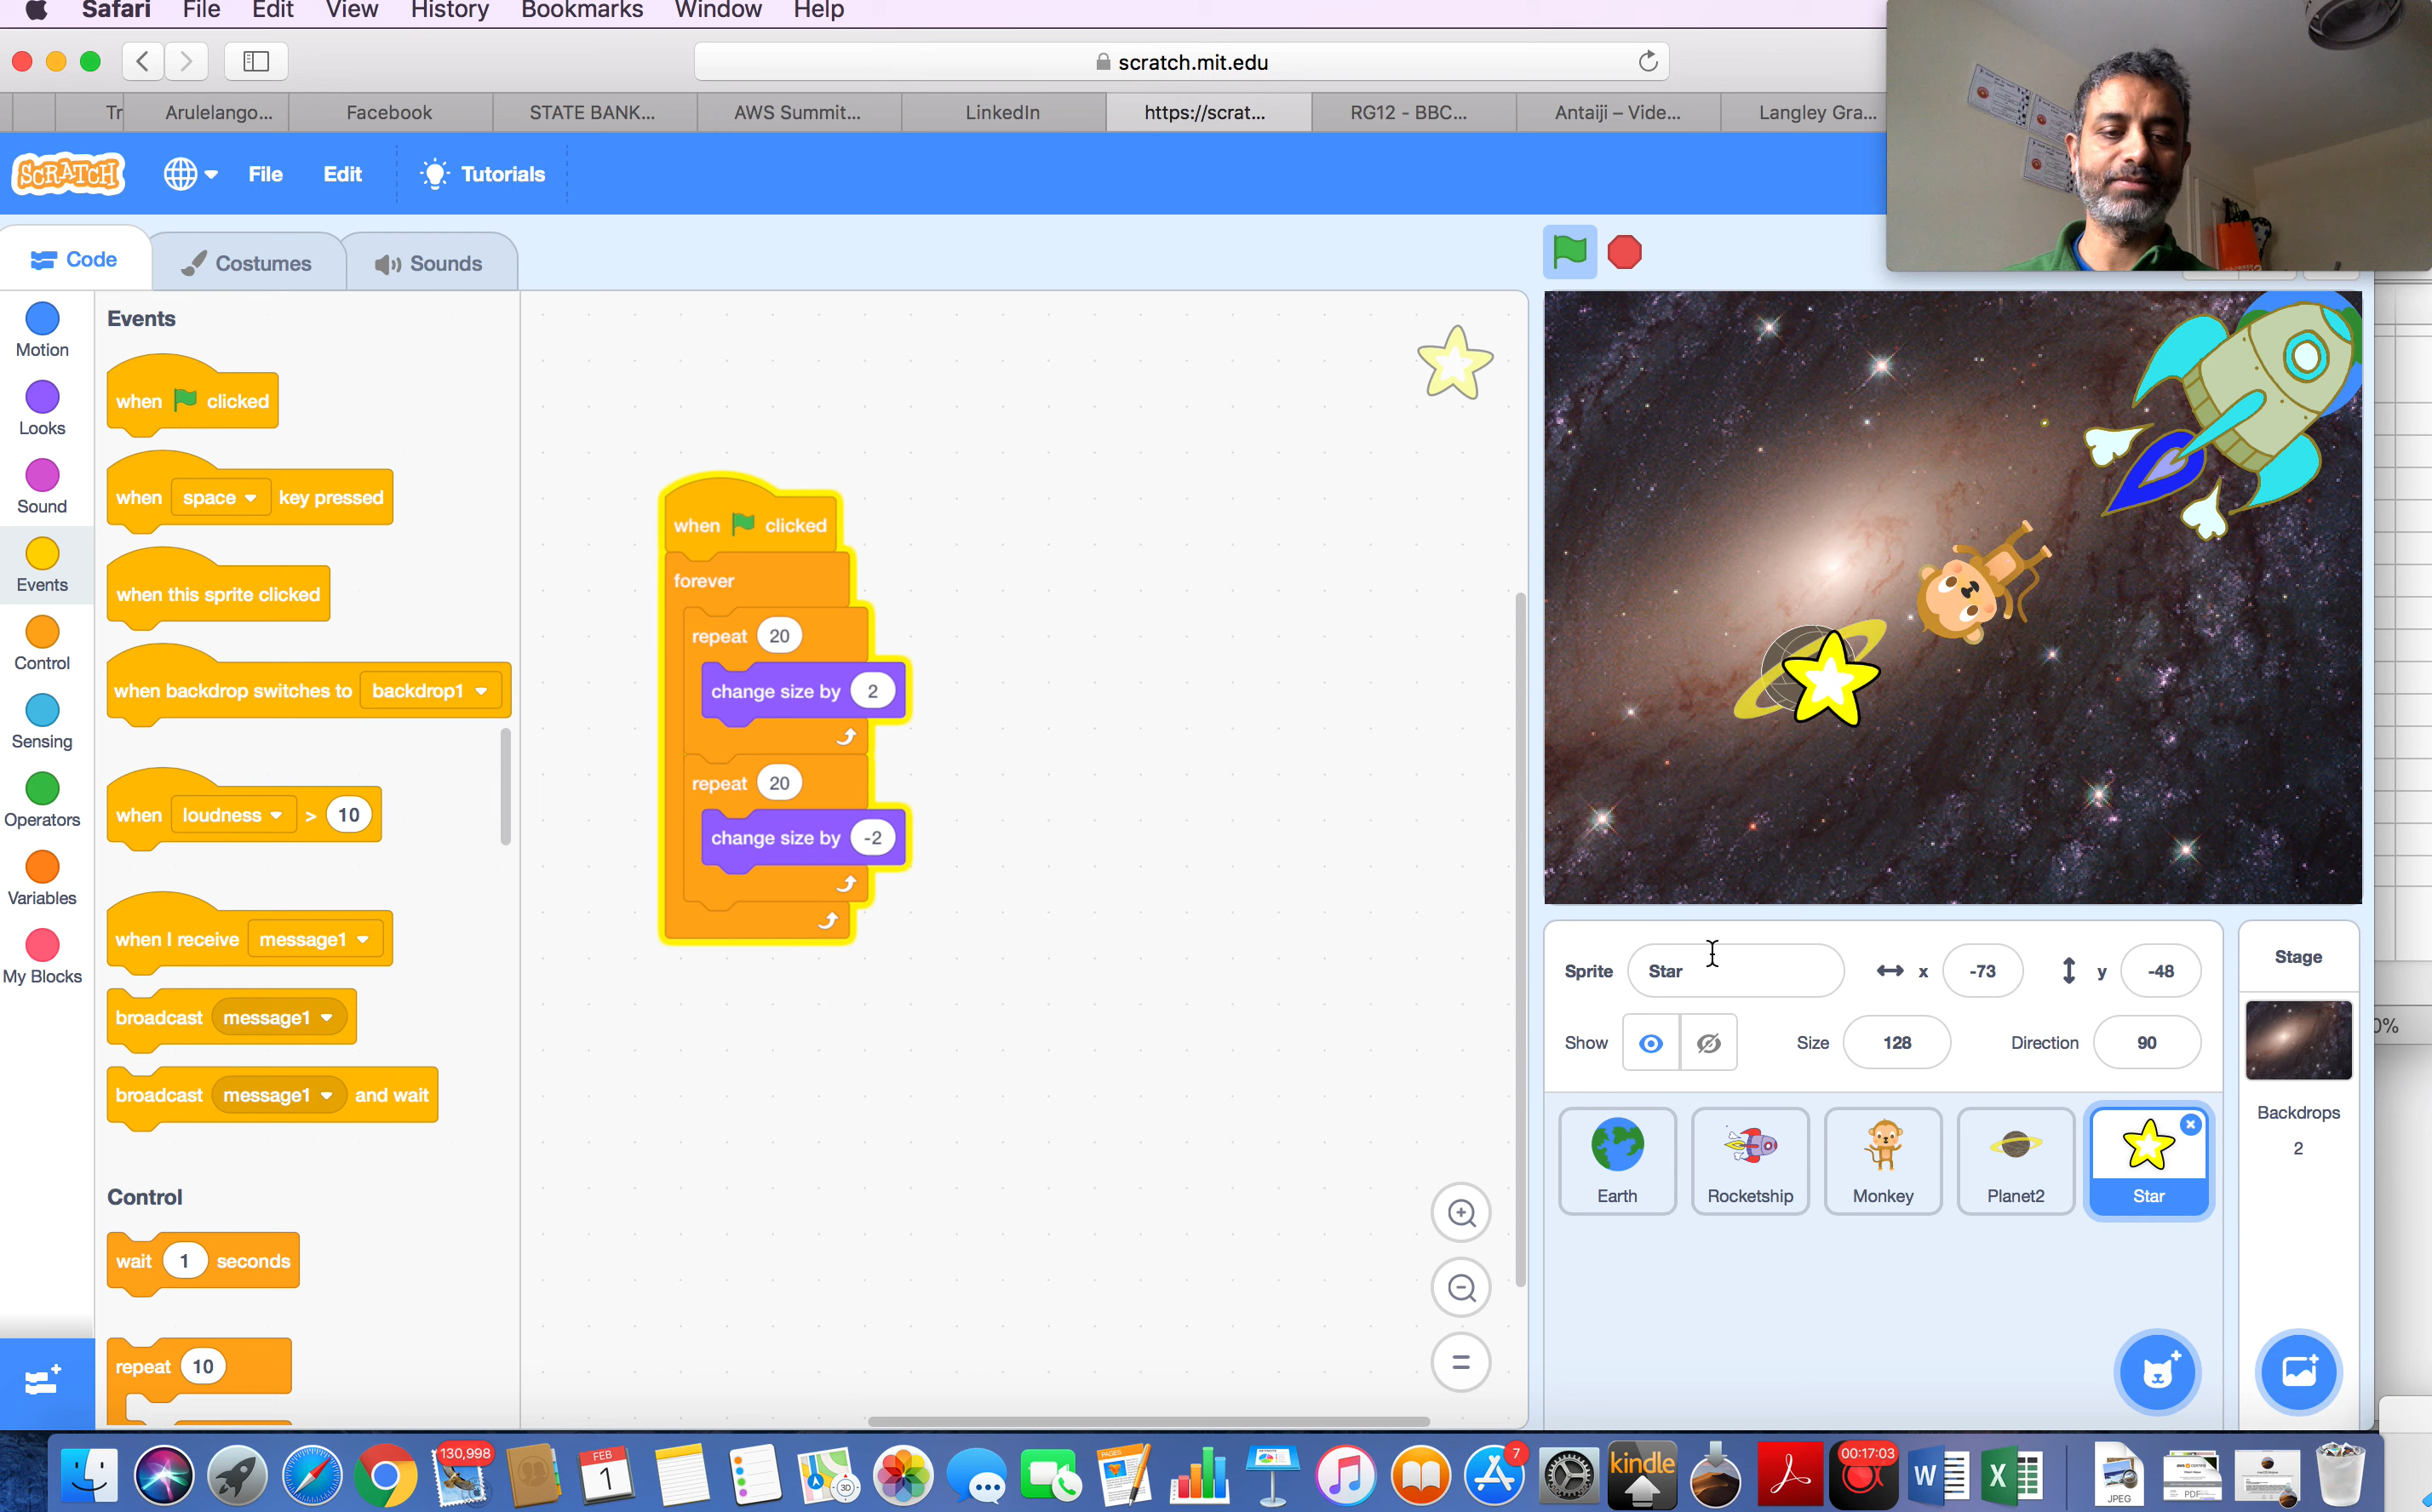 Safari File Edit View History Bookmarks Window Help
scratch.mit.edu
Tr Arulelango... Facebook STATE BANK... AWS Summit... LinkedIn https://scrat... RG12 - BBC... Antaiji – Vide... Langley Gra...
SCRATCH File Edit Tutorials
Code Costumes Sounds
Motion
Looks
Sound
Events
Control
Sensing
Operators
Variables
My Blocks
Events
when clicked
when space key pressed
when this sprite clicked
when backdrop switches to backdrop1
when loudness > 10
when I receive message1
broadcast message1
broadcast message1 and wait
Control
wait 1 seconds
repeat 10
when clicked
forever
repeat 20
change size by 2
repeat 20
change size by -2
Sprite Star x -73 y -48
Show Size 128 Direction 90
Earth Rocketship Monkey Planet2 Star
Stage
Backdrops
2
0%
130,998
FEB
1
PAGES
3D
7
kindle
00:17:03
W
X
JPEG
PDF